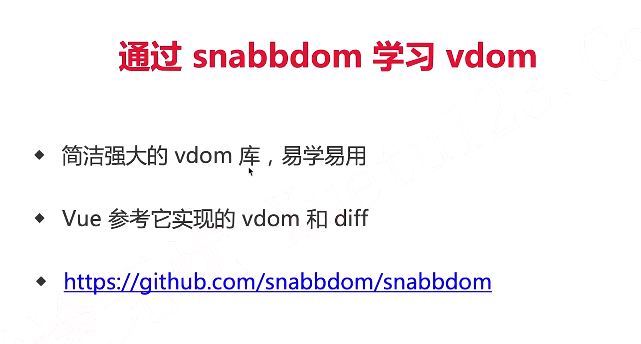 通过 snabbdom 学习 vdom
简洁强大的 vdom 库，易学易用
Vue 参考它实现的 vdom 和 diff
https://github.com/snabbdom/snabbdom